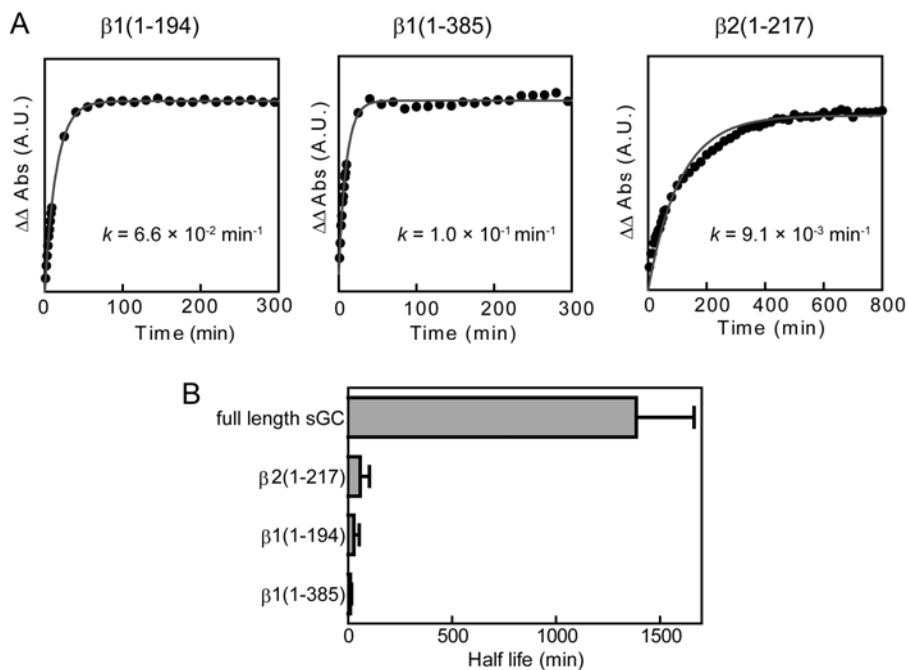 A
β1(1-194) β1(1-385) β2(1-217)
ΔΔ Abs (A.U.)
k = 6.6 × 10⁻² min⁻¹
0 100 200 300
Time (min)
ΔΔ Abs (A.U.)
k = 1.0 × 10⁻¹ min⁻¹
0 100 200 300
Time (min)
ΔΔ Abs (A.U.)
k = 9.1 × 10⁻³ min⁻¹
0 200 400 600 800
Time (min)
B
full length sGC
β2(1-217)
β1(1-194)
β1(1-385)
0 500 1000 1500
Half life (min)